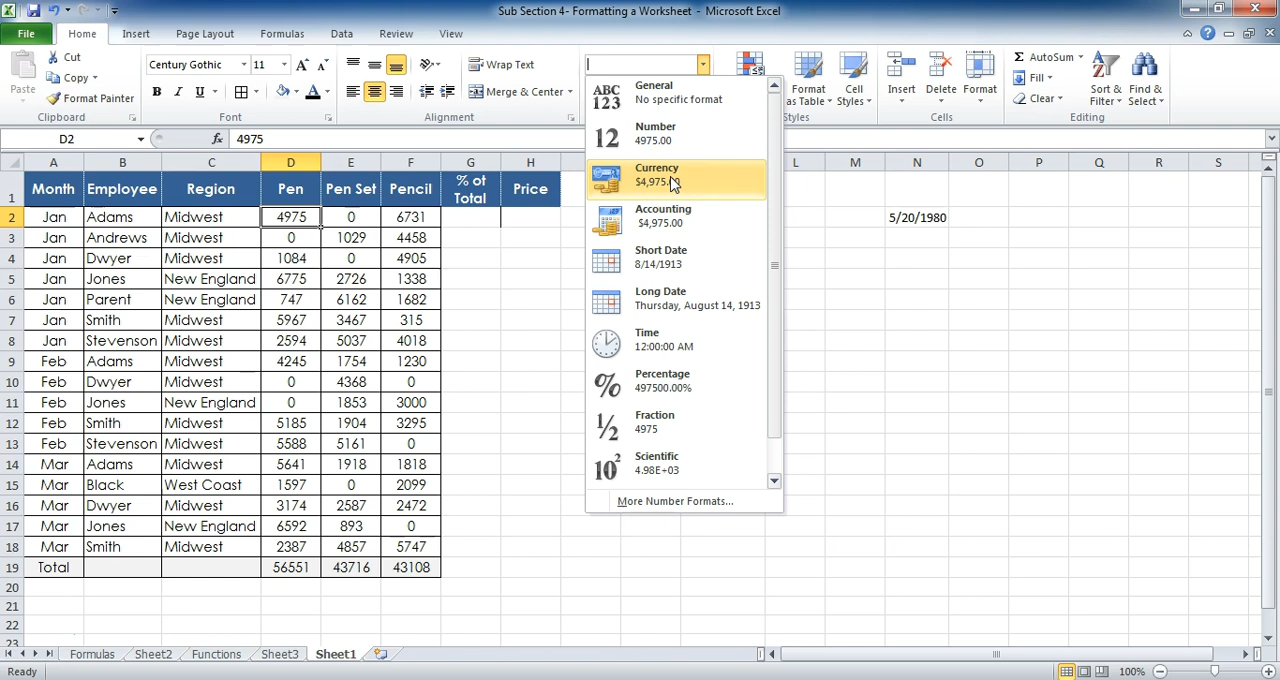 Sub Section 4- Formatting a Worksheet - Microsoft Excel
File Home Insert Page Layout Formulas Data Review View
Cut
Copy
Format Painter
Paste
Clipboard
Century Gothic 11
B I U
Font
Wrap Text
Merge & Center
Alignment
Format as Table
Cell Styles
Styles
Insert Delete Format
Cells
AutoSum
Fill
Clear
Sort & Filter
Find & Select
Editing
D2 fx 4975
General
No specific format
Number
4975.00
Currency
$4,975.
Accounting
$4,975.00
Short Date
8/14/1913
Long Date
Thursday, August 14, 1913
Time
12:00:00 AM
Percentage
497500.00%
Fraction
4975
Scientific
4.98E+03
More Number Formats...
A B C D E F G H L M N O P Q R S
1 Month Employee Region Pen Pen Set Pencil % of Total Price
2 Jan Adams Midwest 4975 0 6731 5/20/1980
3 Jan Andrews Midwest 0 1029 4458
4 Jan Dwyer Midwest 1084 0 4905
5 Jan Jones New England 6775 2726 1338
6 Jan Parent New England 747 6162 1682
7 Jan Smith Midwest 5967 3467 315
8 Jan Stevenson Midwest 2594 5037 4018
9 Feb Adams Midwest 4245 1754 1230
10 Feb Dwyer Midwest 0 4368 0
11 Feb Jones Midwest 0 1853 3000
12 Feb Smith Midwest 5185 1904 3295
13 Feb Stevenson Midwest 5588 5161 0
14 Mar Adams Midwest 5641 1918 1818
15 Mar Black West Coast 1597 0 2099
16 Mar Dwyer Midwest 3174 2587 2472
17 Mar Jones New England 6592 893 0
18 Mar Smith Midwest 2387 4857 5747
19 Total 56551 43716 43108
20
21
22
23
Formulas Sheet2 Functions Sheet3 Sheet1
Ready 100%